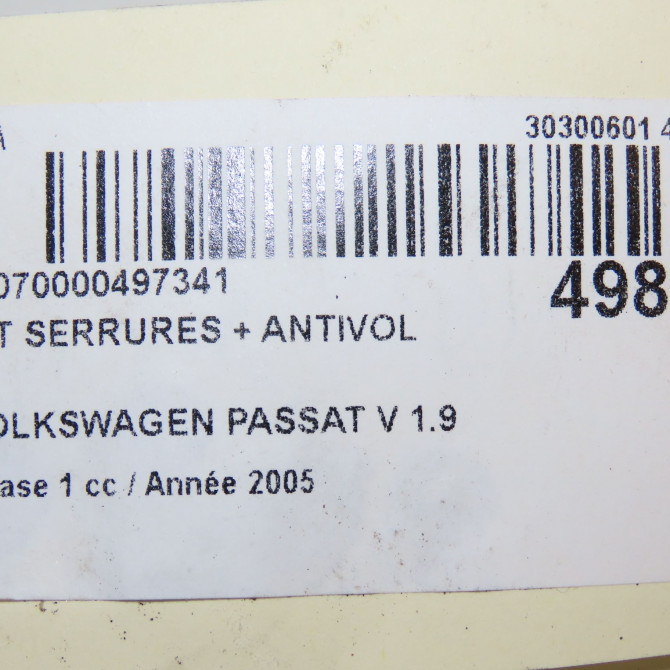 30300601 4
070000497341
498
T SERRURES + ANTIVOL
OLKSWAGEN PASSAT V 1.9
ase 1 cc / Année 2005